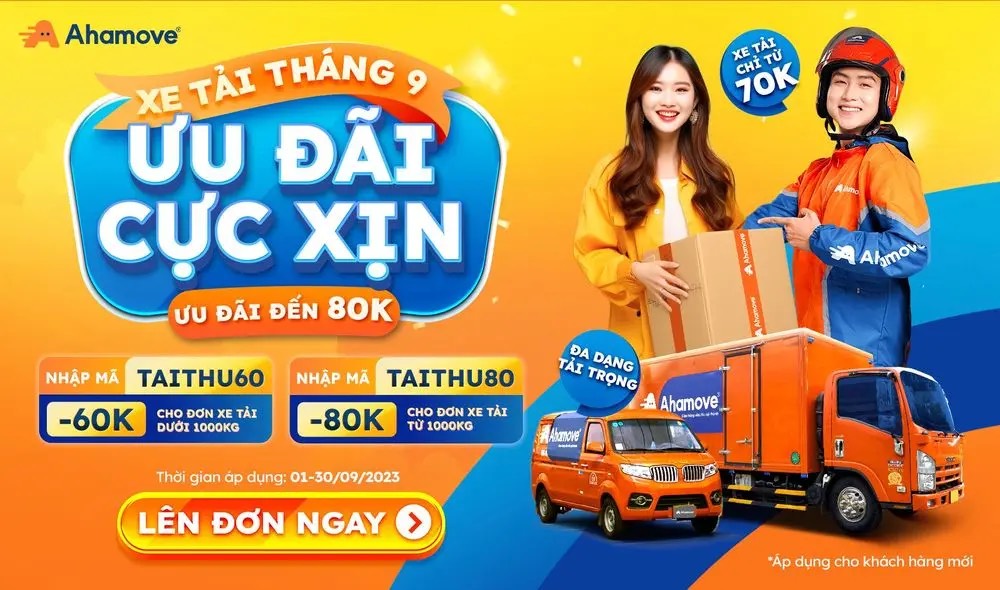 Ahamove
XE TẢI THÁNG 9
ƯU ĐÃI
CỰC XỊN
ƯU ĐÃI ĐẾN 80K
NHẬP MÃ TAITHU60
-60K CHO ĐƠN XE TẢI
DƯỚI 1000KG
NHẬP MÃ TAITHU80
-80K CHO ĐƠN XE TẢI
TỪ 1000KG
Thời gian áp dụng: 01-30/09/2023
LÊN ĐƠN NGAY
XE TẢI
CHỈ TỪ
70K
Ahamove
Ahamove
Ahamove
Ahamove
ĐA DẠNG
TẢI TRỌNG
Ahamove
Ahamove
*Áp dụng cho khách hàng mới